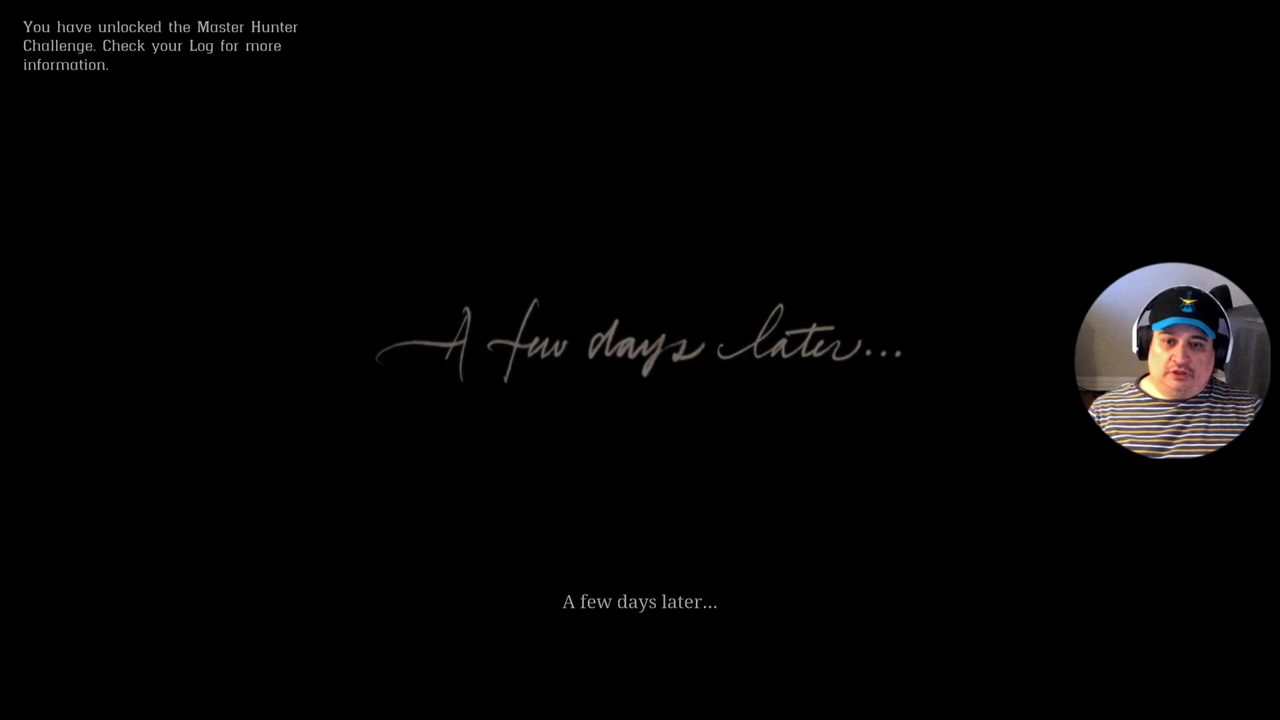 You have unlocked the Master Hunter
Challenge. Check your Log for more
information.
A few days later...
A few days later...